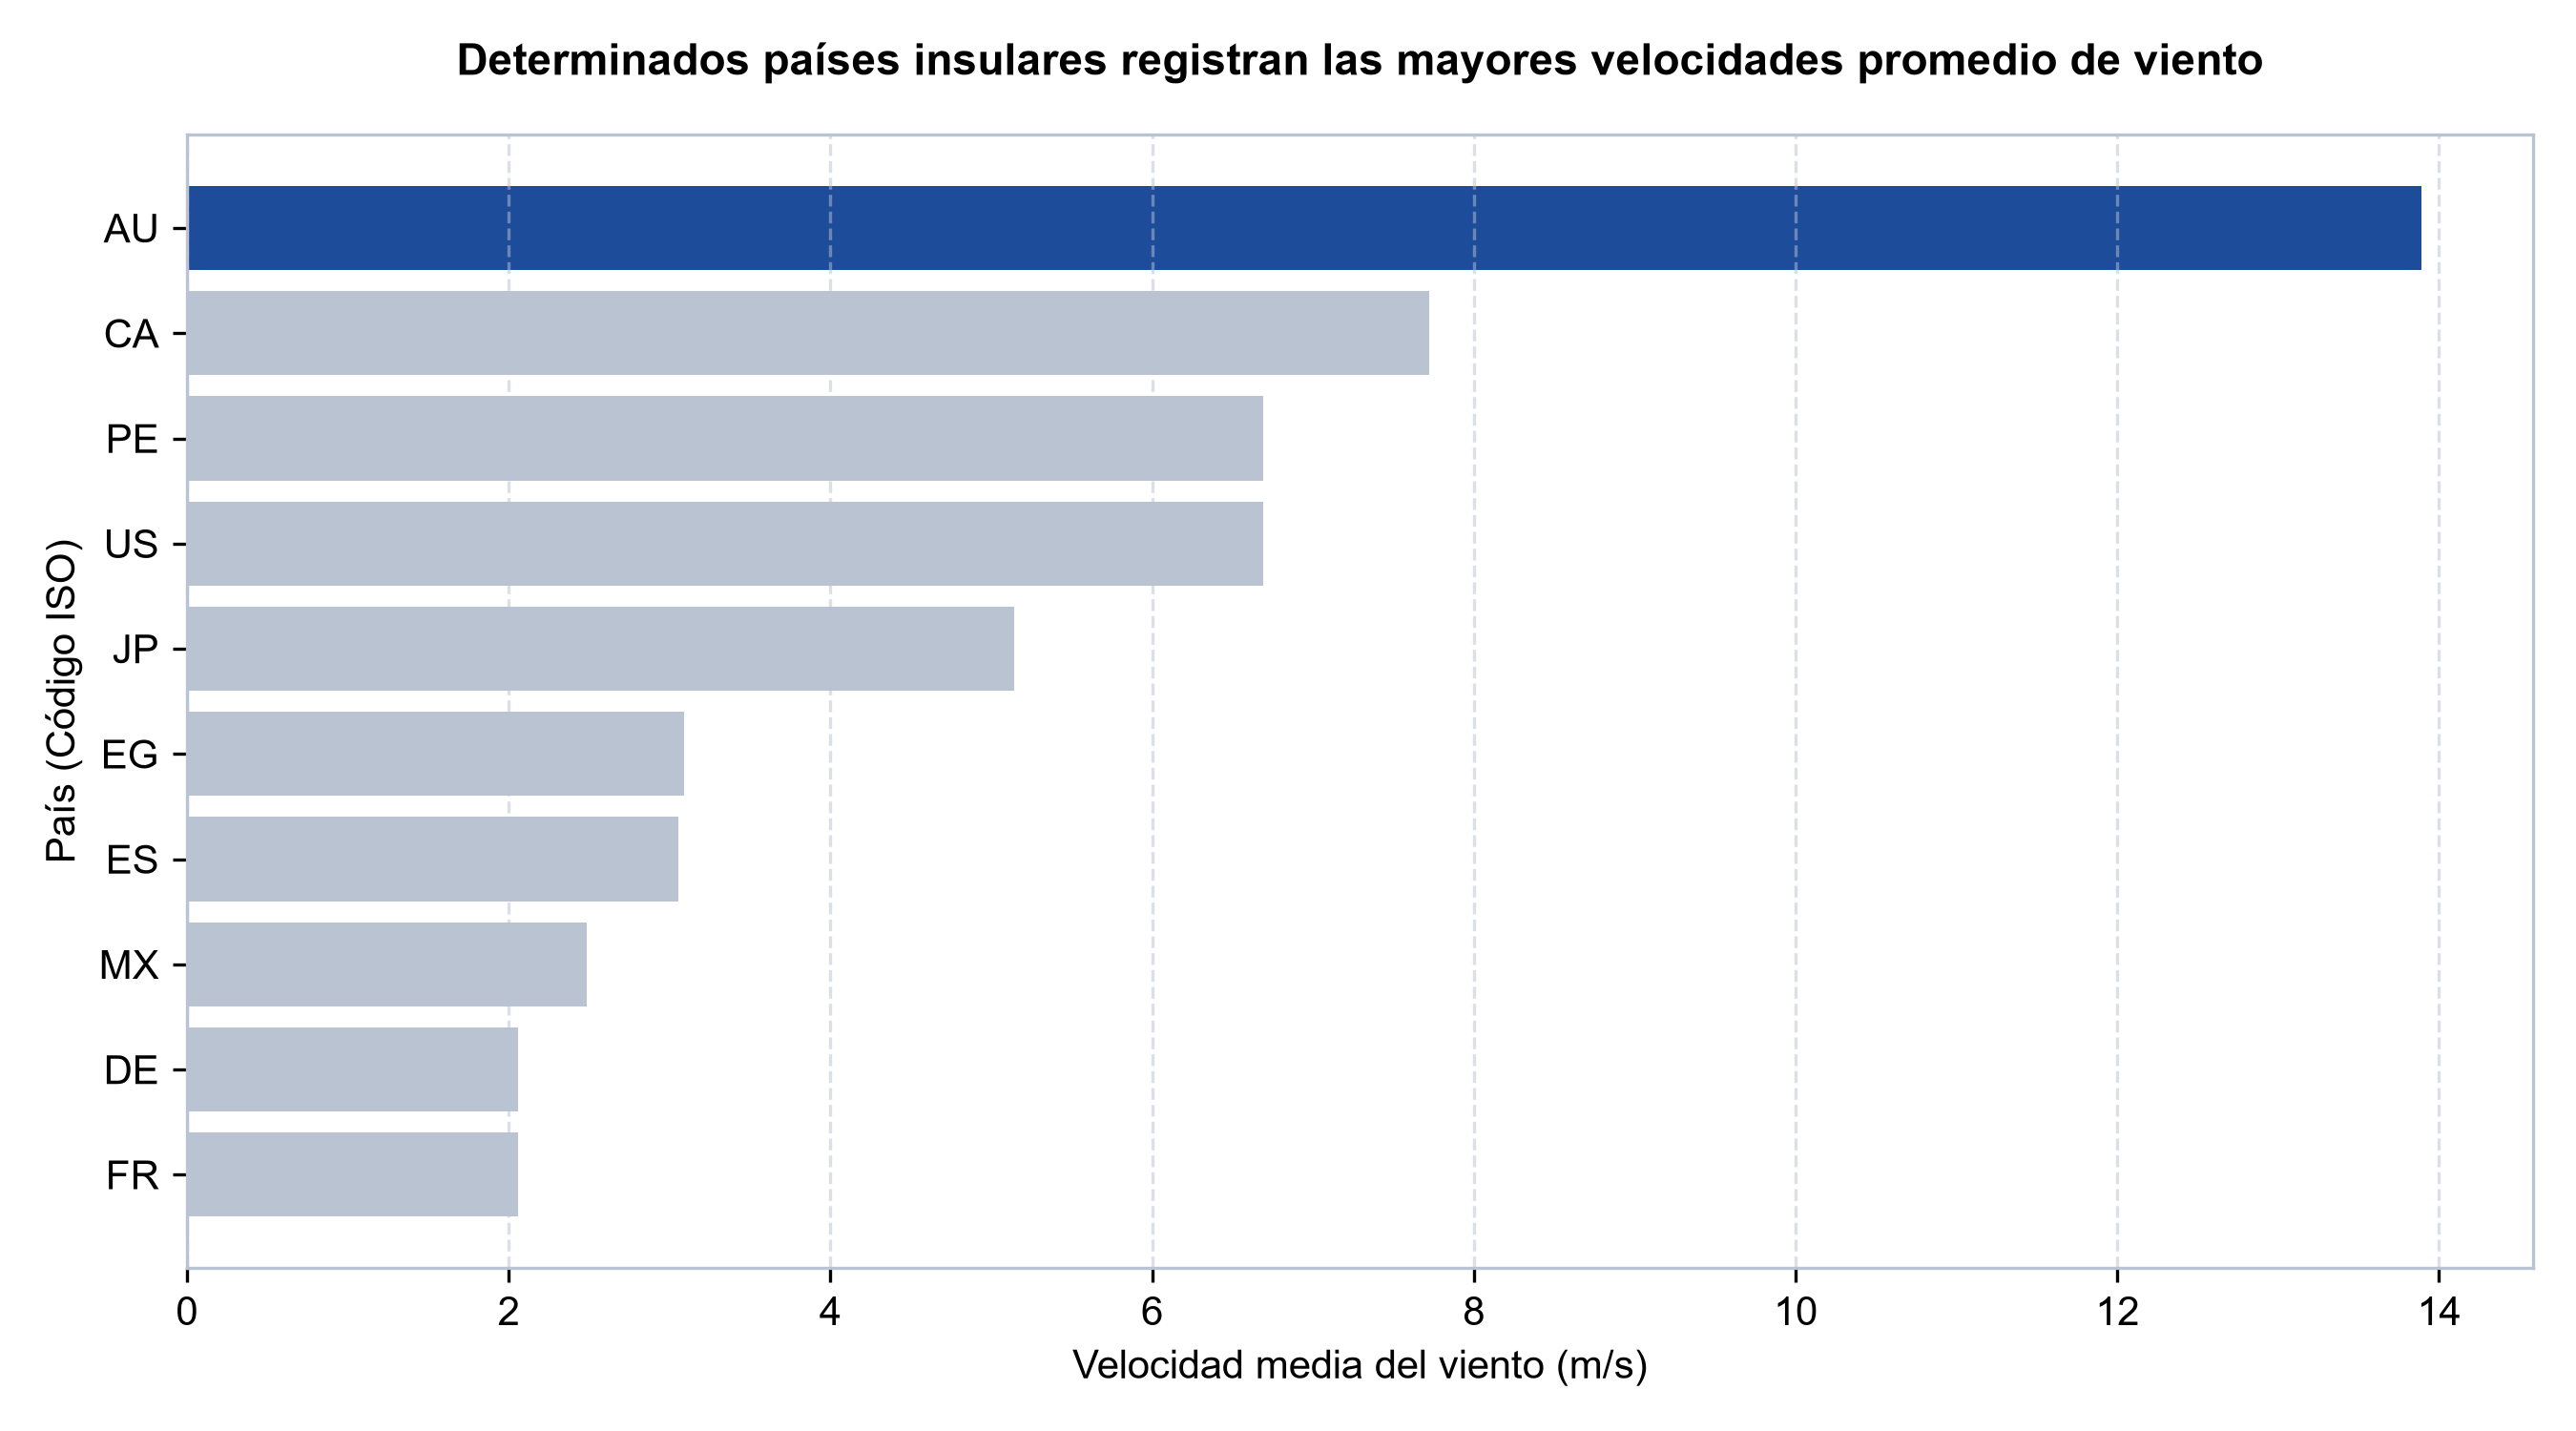 Determinados países insulares registran las mayores velocidades promedio de viento
País (Código ISO)
AU
CA
PE
US
JP
EG
ES
MX
DE
FR
0 2 4 6 8 10 12 14
Velocidad media del viento (m/s)